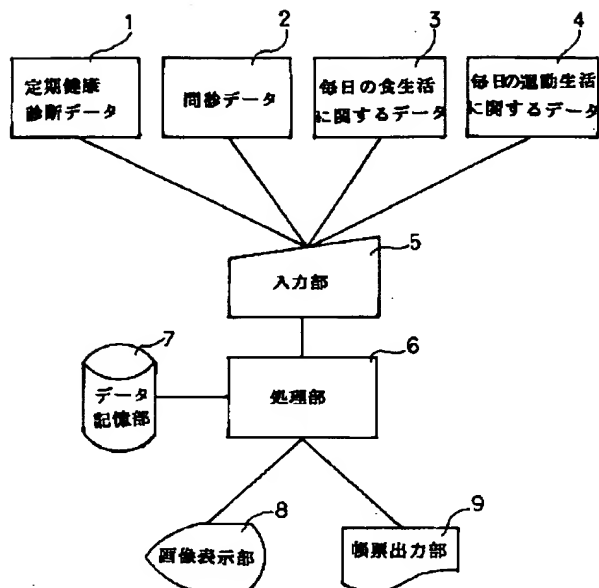 1
2
3
4
定期健康
診断データ
問診データ
毎日の食生活
に関するデータ
毎日の運動生活
に関するデータ
5
入力部
7
6
データ
記憶部
処理部
8
9
画像表示部
帳票出力部